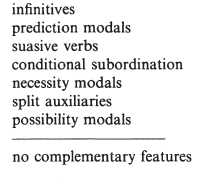 infinitives
prediction modals
suasive verbs
conditional subordination
necessity modals
split auxiliaries
possibility modals
no complementary features